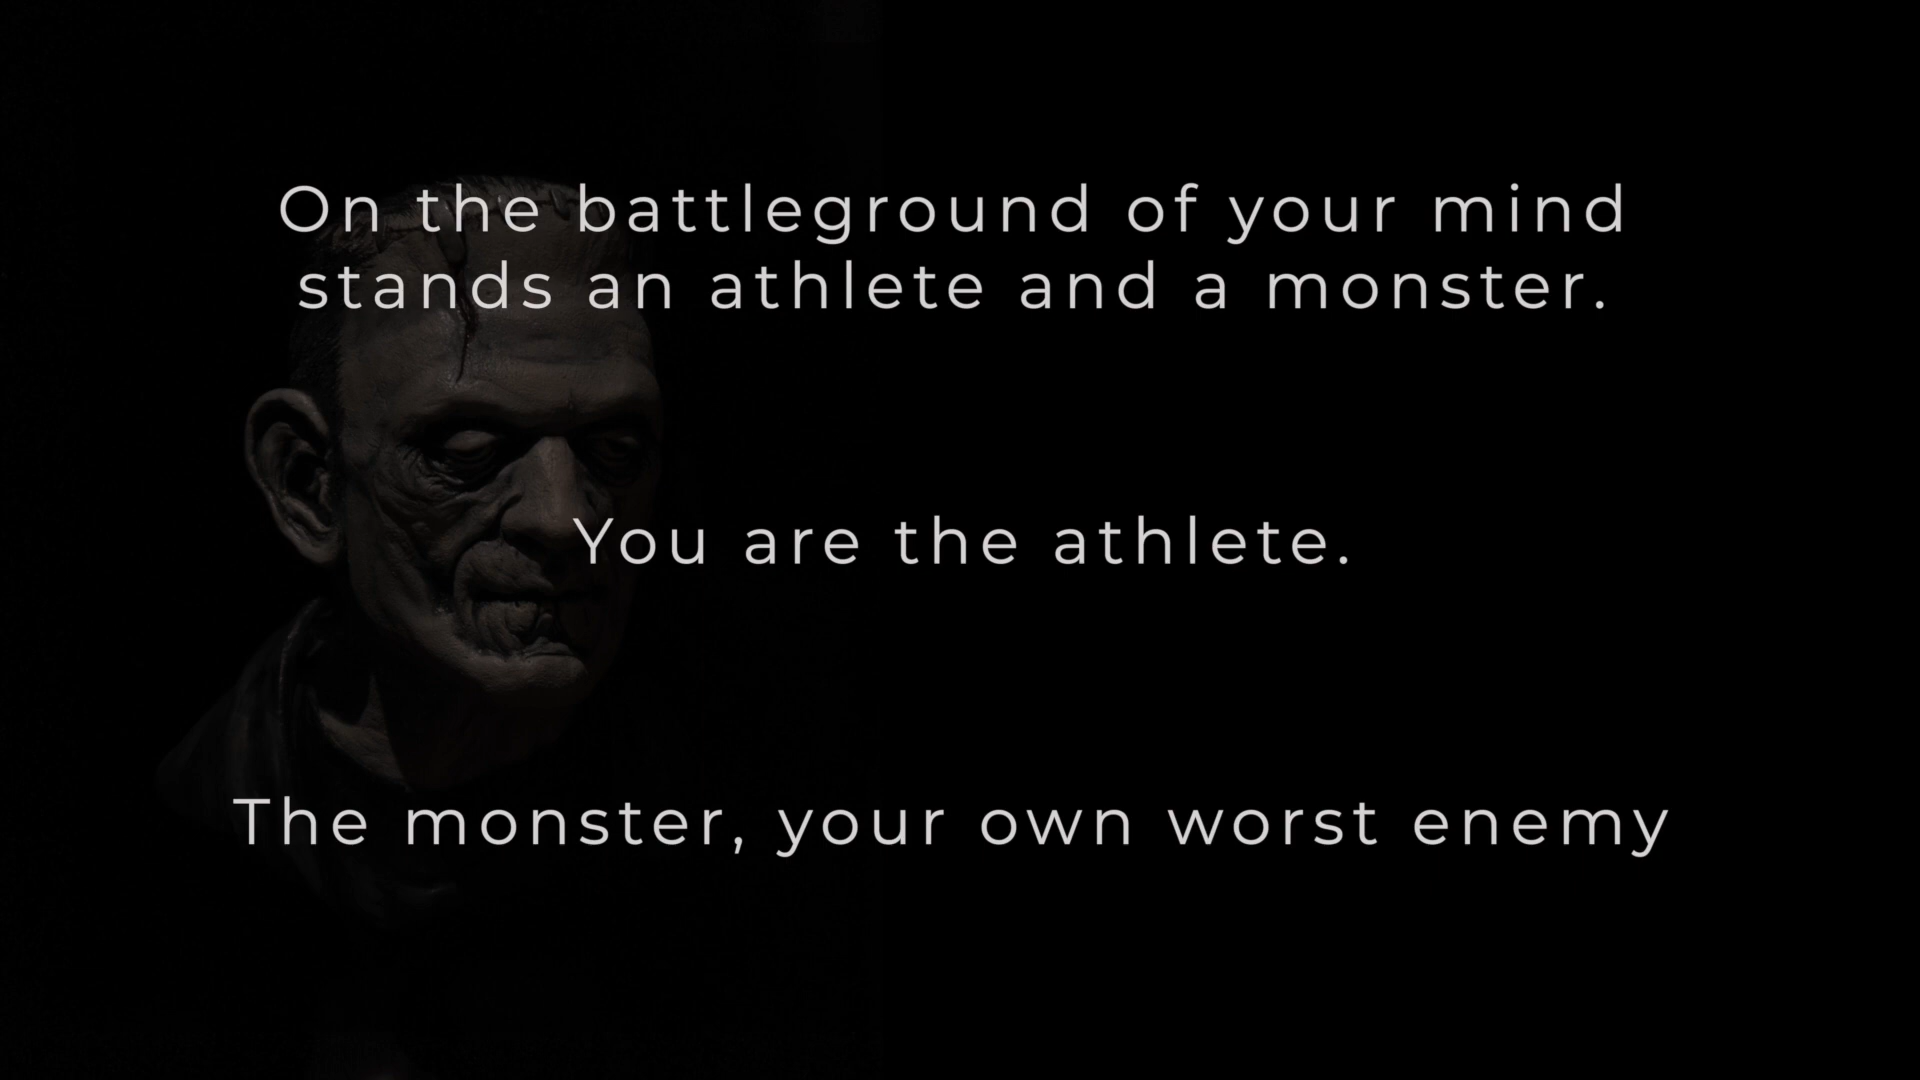 On the battleground of your mind
stands an athlete and a monster.
You are the athlete.
The monster, your own worst enemy